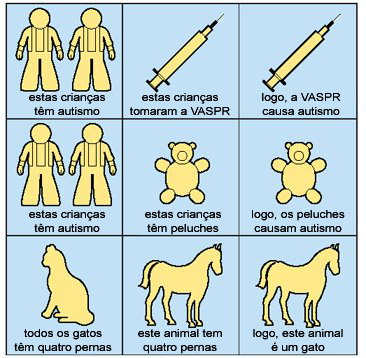 estas crianças
têm autismo
estas crianças
tomaram a VASPR
logo, a VASPR
causa autismo
estas crianças
têm autismo
estas crianças
têm peluches
logo, os peluches
causam autismo
todos os gatos
têm quatro pernas
este animal tem
quatro pernas
logo, este animal
é um gato